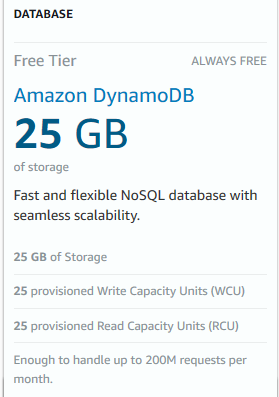 DATABASE
Free Tier ALWAYS FREE
Amazon DynamoDB
25 GB
of storage
Fast and flexible NoSQL database with
seamless scalability.
25 GB of Storage
25 provisioned Write Capacity Units (WCU)
25 provisioned Read Capacity Units (RCU)
Enough to handle up to 200M requests per
month.